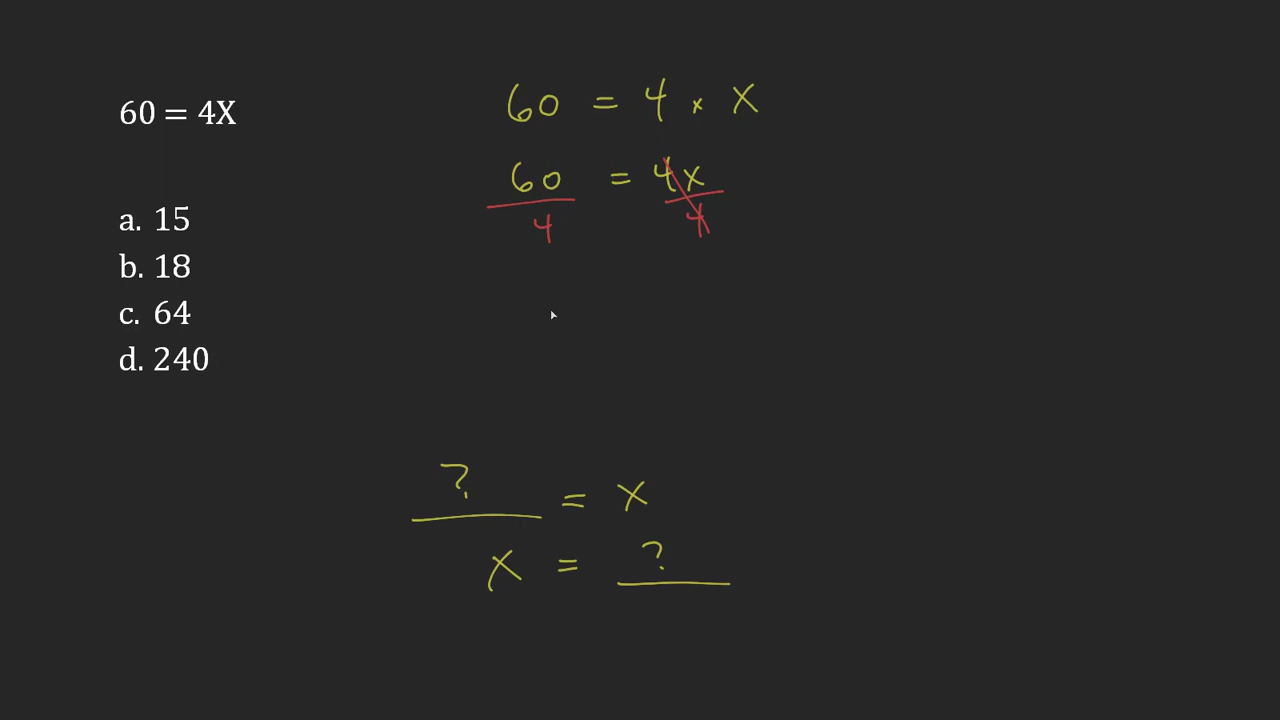 60 = 4X
a. 15
b. 18
c. 64
d. 240
60 = 4 × X
60 = 4x
4 4
? = x
x = ?